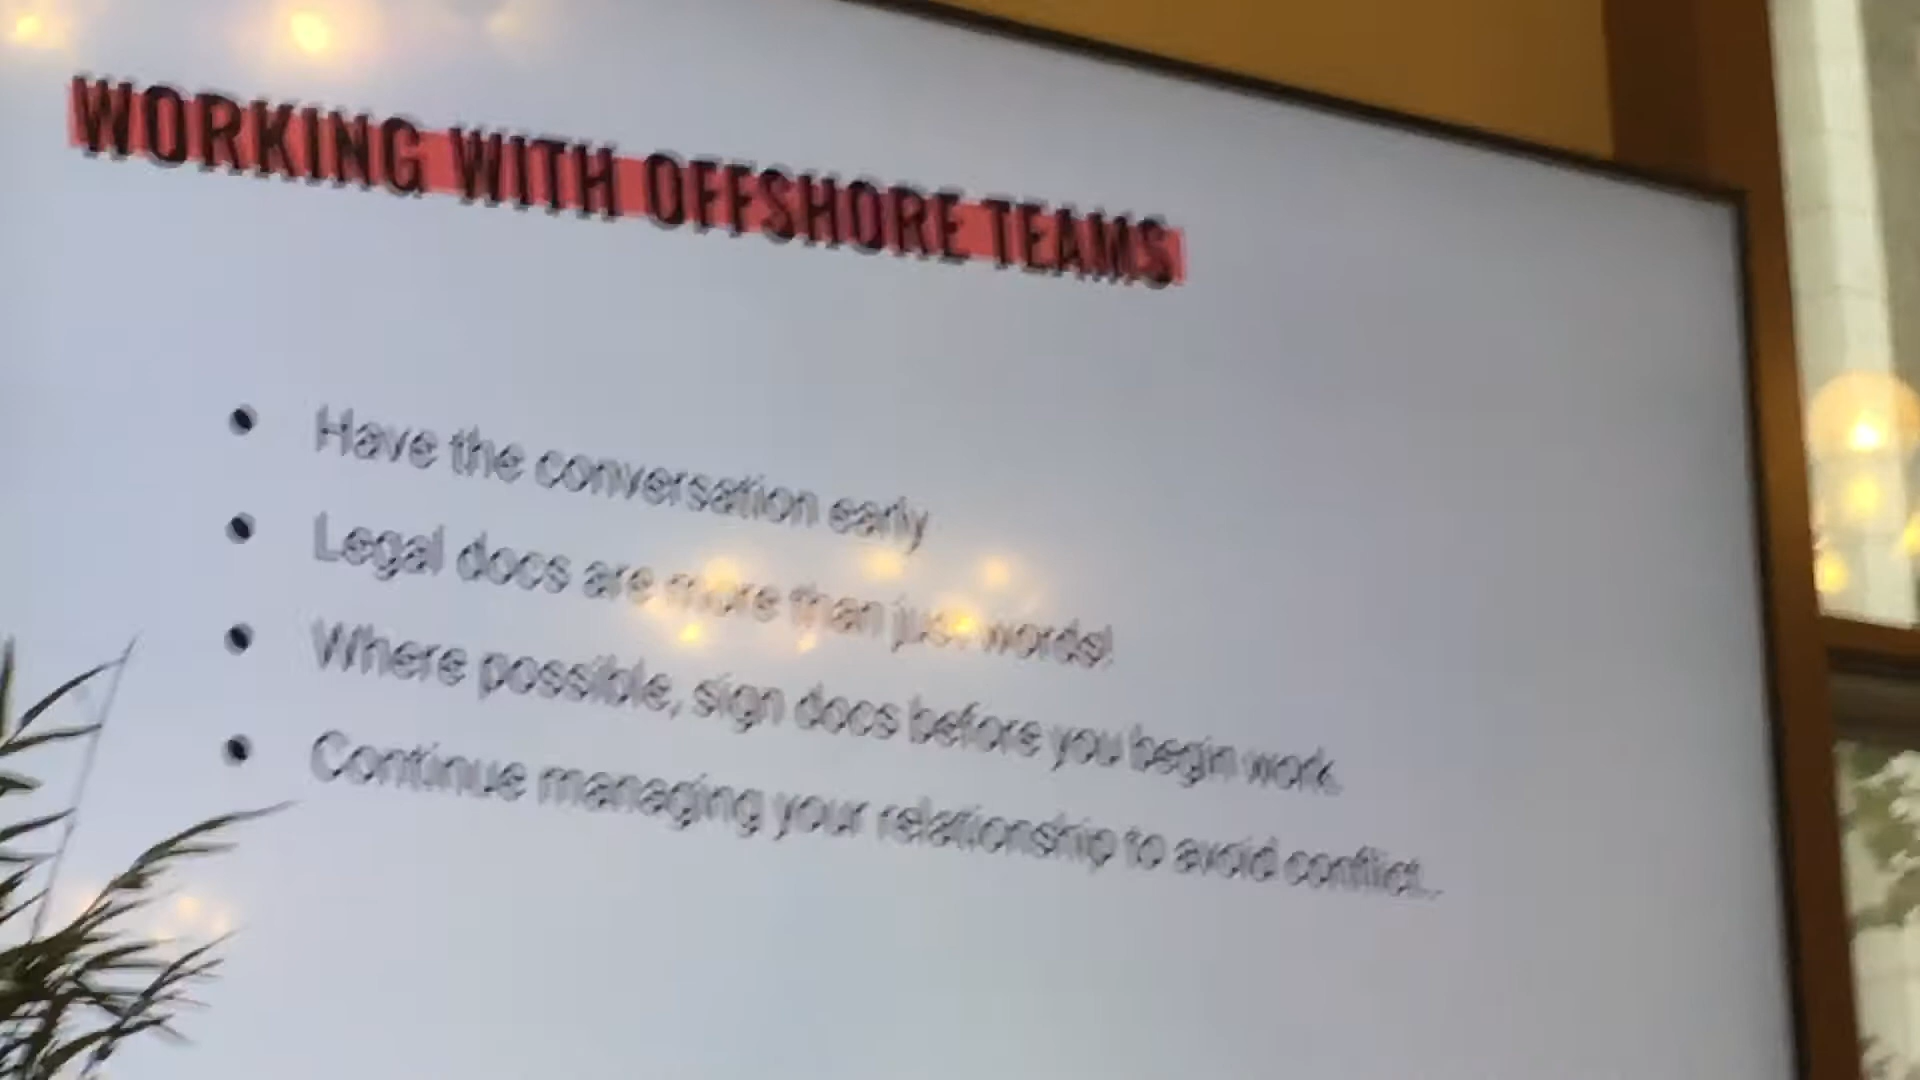 WORKING WITH OFFSHORE TEAMS
• Have the conversation early
• Legal docs are more than just words!
• Where possible, sign docs before you begin work.
• Continue managing your relationship to avoid conflict..